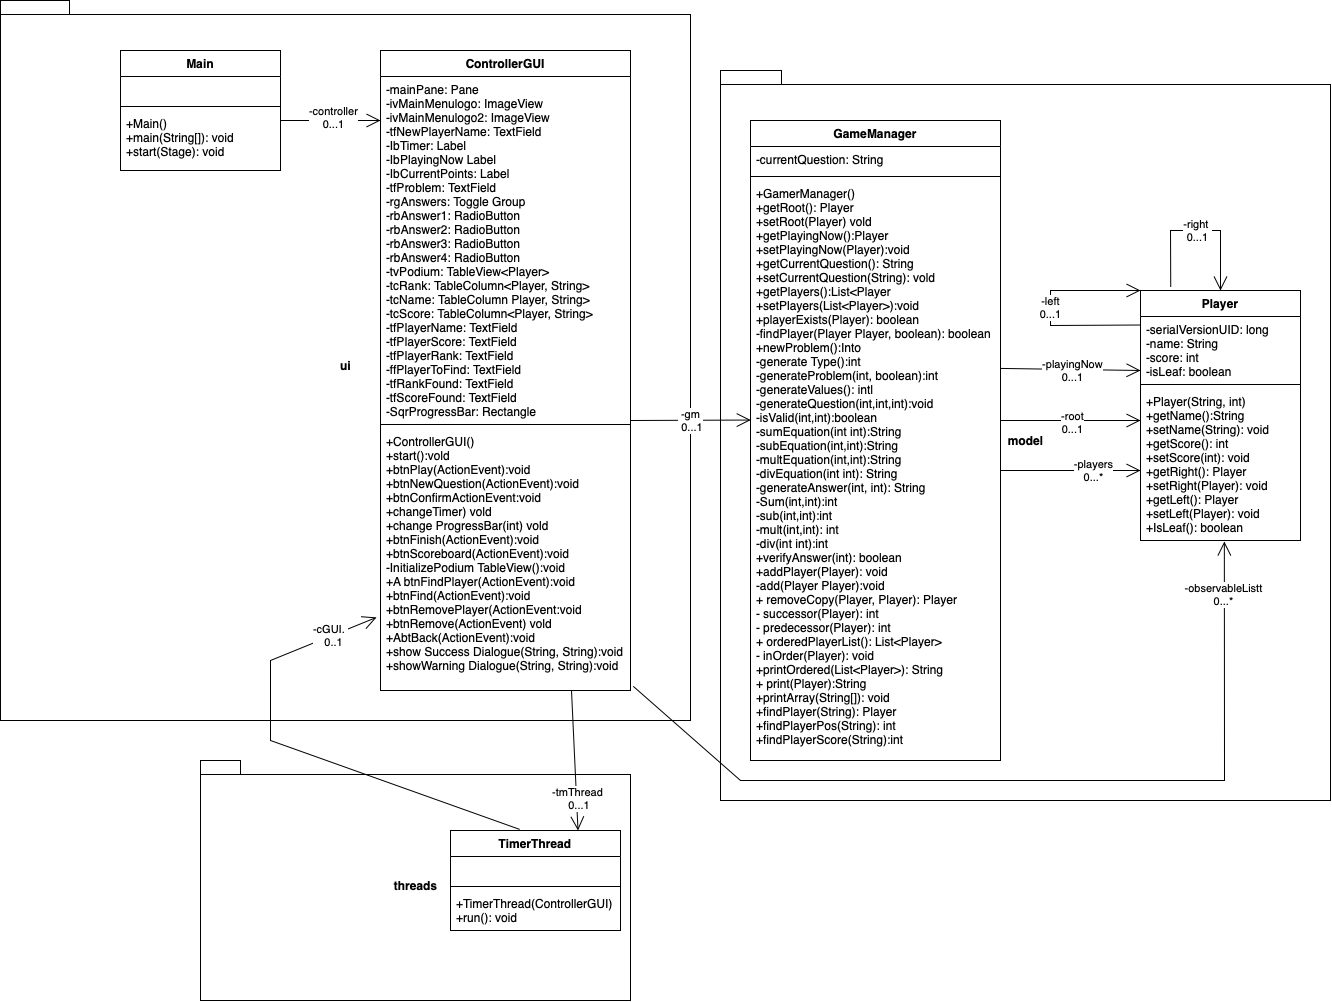 Main
+Main()
+main(String[]): void
+start(Stage): void
-controller
0...1
ControllerGUI
-mainPane: Pane
-ivMainMenulogo: ImageView
-ivMainMenulogo2: ImageView
-tfNewPlayerName: TextField
-lbTimer: Label
-lbPlayingNow Label
-lbCurrentPoints: Label
-tfProblem: TextField
-rgAnswers: Toggle Group
-rbAnswer1: RadioButton
-rbAnswer2: RadioButton
-rbAnswer3: RadioButton
-rbAnswer4: RadioButton
-tvPodium: TableView<Player>
-tcRank: TableColumn<Player, String>
-tcName: TableColumn Player, String>
-tcScore: TableColumn<Player, String>
-tfPlayerName: TextField
-tfPlayerScore: TextField
-tfPlayerRank: TextField
-ffPlayerToFind: TextField
-tfRankFound: TextField
-tfScoreFound: TextField
-SqrProgressBar: Rectangle
+ControllerGUI()
+start():void
+btnPlay(ActionEvent):void
+btnNewQuestion(ActionEvent):void
+btnConfirmActionEvent:void
+changeTimer) void
+change ProgressBar(int) vold
+btnFinish(ActionEvent):void
+btnScoreboard(ActionEvent):void
-InitializePodium TableView():void
+A btnFindPlayer(ActionEvent):void
+btnFind(ActionEvent):void
+btnRemovePlayer(ActionEvent:void
+btnRemove(ActionEvent) vold
+AbtBack(ActionEvent):void
+show Success Dialogue(String, String):void
+showWarning Dialogue(String, String):void
ui
-cGUI.
0..1
-gm
0...1
GameManager
-currentQuestion: String
+GamerManager()
+getRoot(): Player
+setRoot(Player) vold
+getPlayingNow():Player
+setPlayingNow(Player):void
+getCurrentQuestion(): String
+setCurrentQuestion(String): vold
+getPlayers():List<Player
+setPlayers(List<Player>):void
+playerExists(Player): boolean
-findPlayer(Player Player, boolean): boolean
+newProblem():Into
-generate Type():int
-generateProblem(int, boolean):int
-generateValues(): intl
-generateQuestion(int,int,int):void
-isValid(int,int):boolean
-sumEquation(int int):String
-subEquation(int,int):String
-multEquation(int,int):String
-divEquation(int int): String
-generateAnswer(int, int): String
-Sum(int,int):int
-sub(int,int):int
-mult(int,int): int
-div(int int):int
+verifyAnswer(int): boolean
+addPlayer(Player): void
-add(Player Player):void
+ removeCopy(Player, Player): Player
- successor(Player): int
- predecessor(Player): int
+ orderedPlayerList(): List<Player>
- inOrder(Player): void
+printOrdered(List<Player>): String
+ print(Player):String
+printArray(String[]): void
+findPlayer(String): Player
+findPlayerPos(String): int
+findPlayerScore(String):int
-right
0...1
-left
0...1
-playingNow
0...1
-root
0...1
model
-players
0...*
Player
-serialVersionUID: long
-name: String
-score: int
-isLeaf: boolean
+Player(String, int)
+getName():String
+setName(String): void
+getScore(): int
+setScore(int): void
+getRight(): Player
+setRight(Player): void
+getLeft(): Player
+setLeft(Player): void
+IsLeaf(): boolean
-observableListt
0...*
-tmThread
0...1
TimerThread
threads
+TimerThread(ControllerGUI)
+run(): void